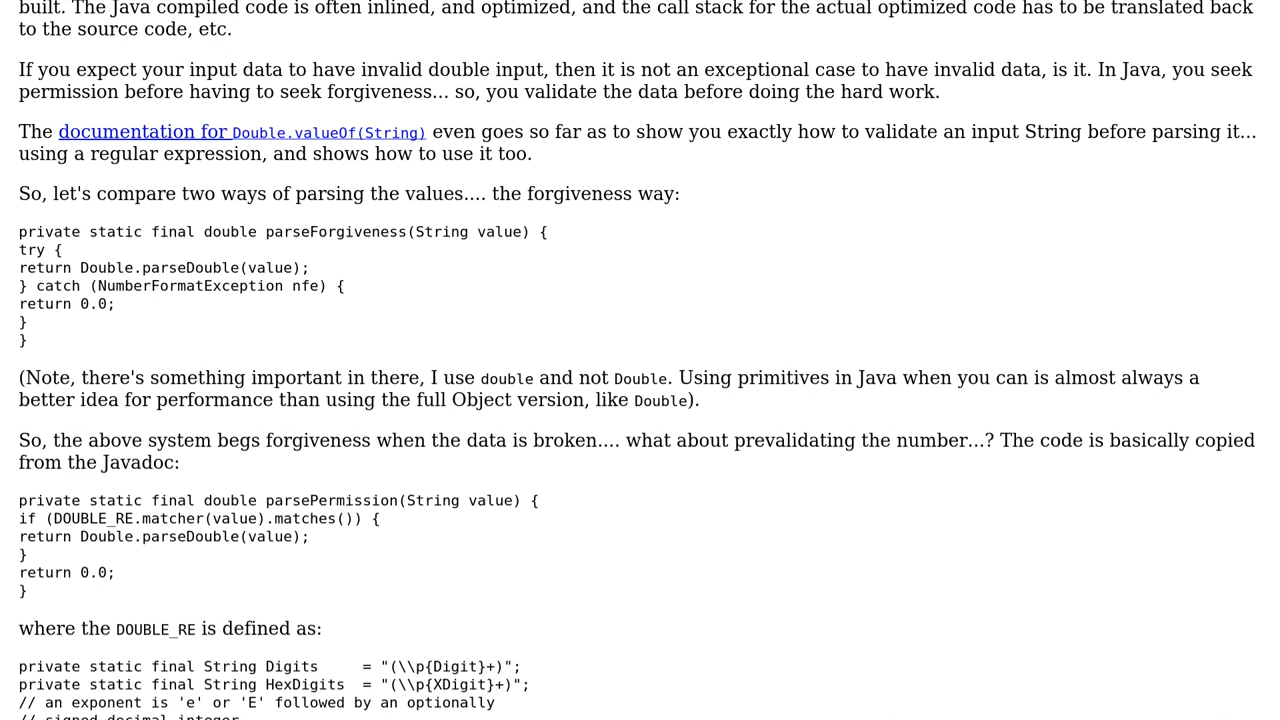 built. The Java compiled code is often inlined, and optimized, and the call stack for the actual optimized code has to be translated back
to the source code, etc.
If you expect your input data to have invalid double input, then it is not an exceptional case to have invalid data, is it. In Java, you seek
permission before having to seek forgiveness... so, you validate the data before doing the hard work.
The documentation for Double.valueOf(String) even goes so far as to show you exactly how to validate an input String before parsing it...
using a regular expression, and shows how to use it too.
So, let's compare two ways of parsing the values.... the forgiveness way:
private static final double parseForgiveness(String value) {
try {
return Double.parseDouble(value);
} catch (NumberFormatException nfe) {
return 0.0;
}
}
(Note, there's something important in there, I use double and not Double. Using primitives in Java when you can is almost always a
better idea for performance than using the full Object version, like Double).
So, the above system begs forgiveness when the data is broken.... what about prevalidating the number...? The code is basically copied
from the Javadoc:
private static final double parsePermission(String value) {
if (DOUBLE_RE.matcher(value).matches()) {
return Double.parseDouble(value);
}
return 0.0;
}
where the DOUBLE_RE is defined as:
private static final String Digits     = "(\\p{Digit}+)";
private static final String HexDigits  = "(\\p{XDigit}+)";
// an exponent is 'e' or 'E' followed by an optionally
// signed decimal integer.